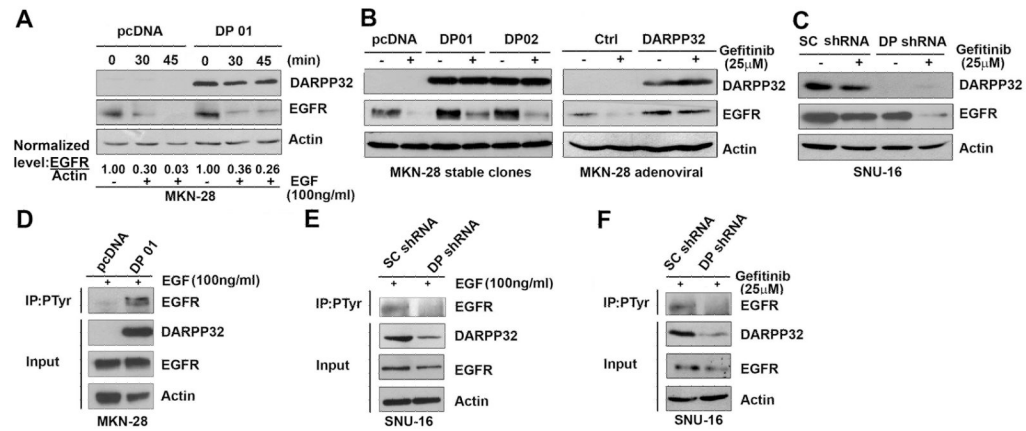 A
pcDNA DP 01
0 30 45 0 30 45 (min)
DARPP32
EGFR
Actin
Normalized
level:EGFR
Actin
1.00 0.30 0.03 1.00 0.36 0.26
- + + - + + EGF
(100ng/ml)
MKN-28
B
pcDNA DP01 DP02 Ctrl DARPP32 Gefitinib
(25µM)
- + - + - + - + - +
DARPP32
EGFR
Actin
MKN-28 stable clones MKN-28 adenoviral
C
SC shRNA DP shRNA Gefitinib
(25µM)
- + - +
DARPP32
EGFR
Actin
SNU-16
D
pcDNA DP 01
+ + EGF (100ng/ml)
IP:PTyr EGFR
DARPP32
Input EGFR
Actin
MKN-28
E
SC shRNA DP shRNA
+ + EGF (100ng/ml)
IP:PTyr EGFR
DARPP32
Input EGFR
Actin
SNU-16
F
SC shRNA DP shRNA
+ + Gefitinib
(25µM)
IP:PTyr EGFR
DARPP32
Input EGFR
Actin
SNU-16